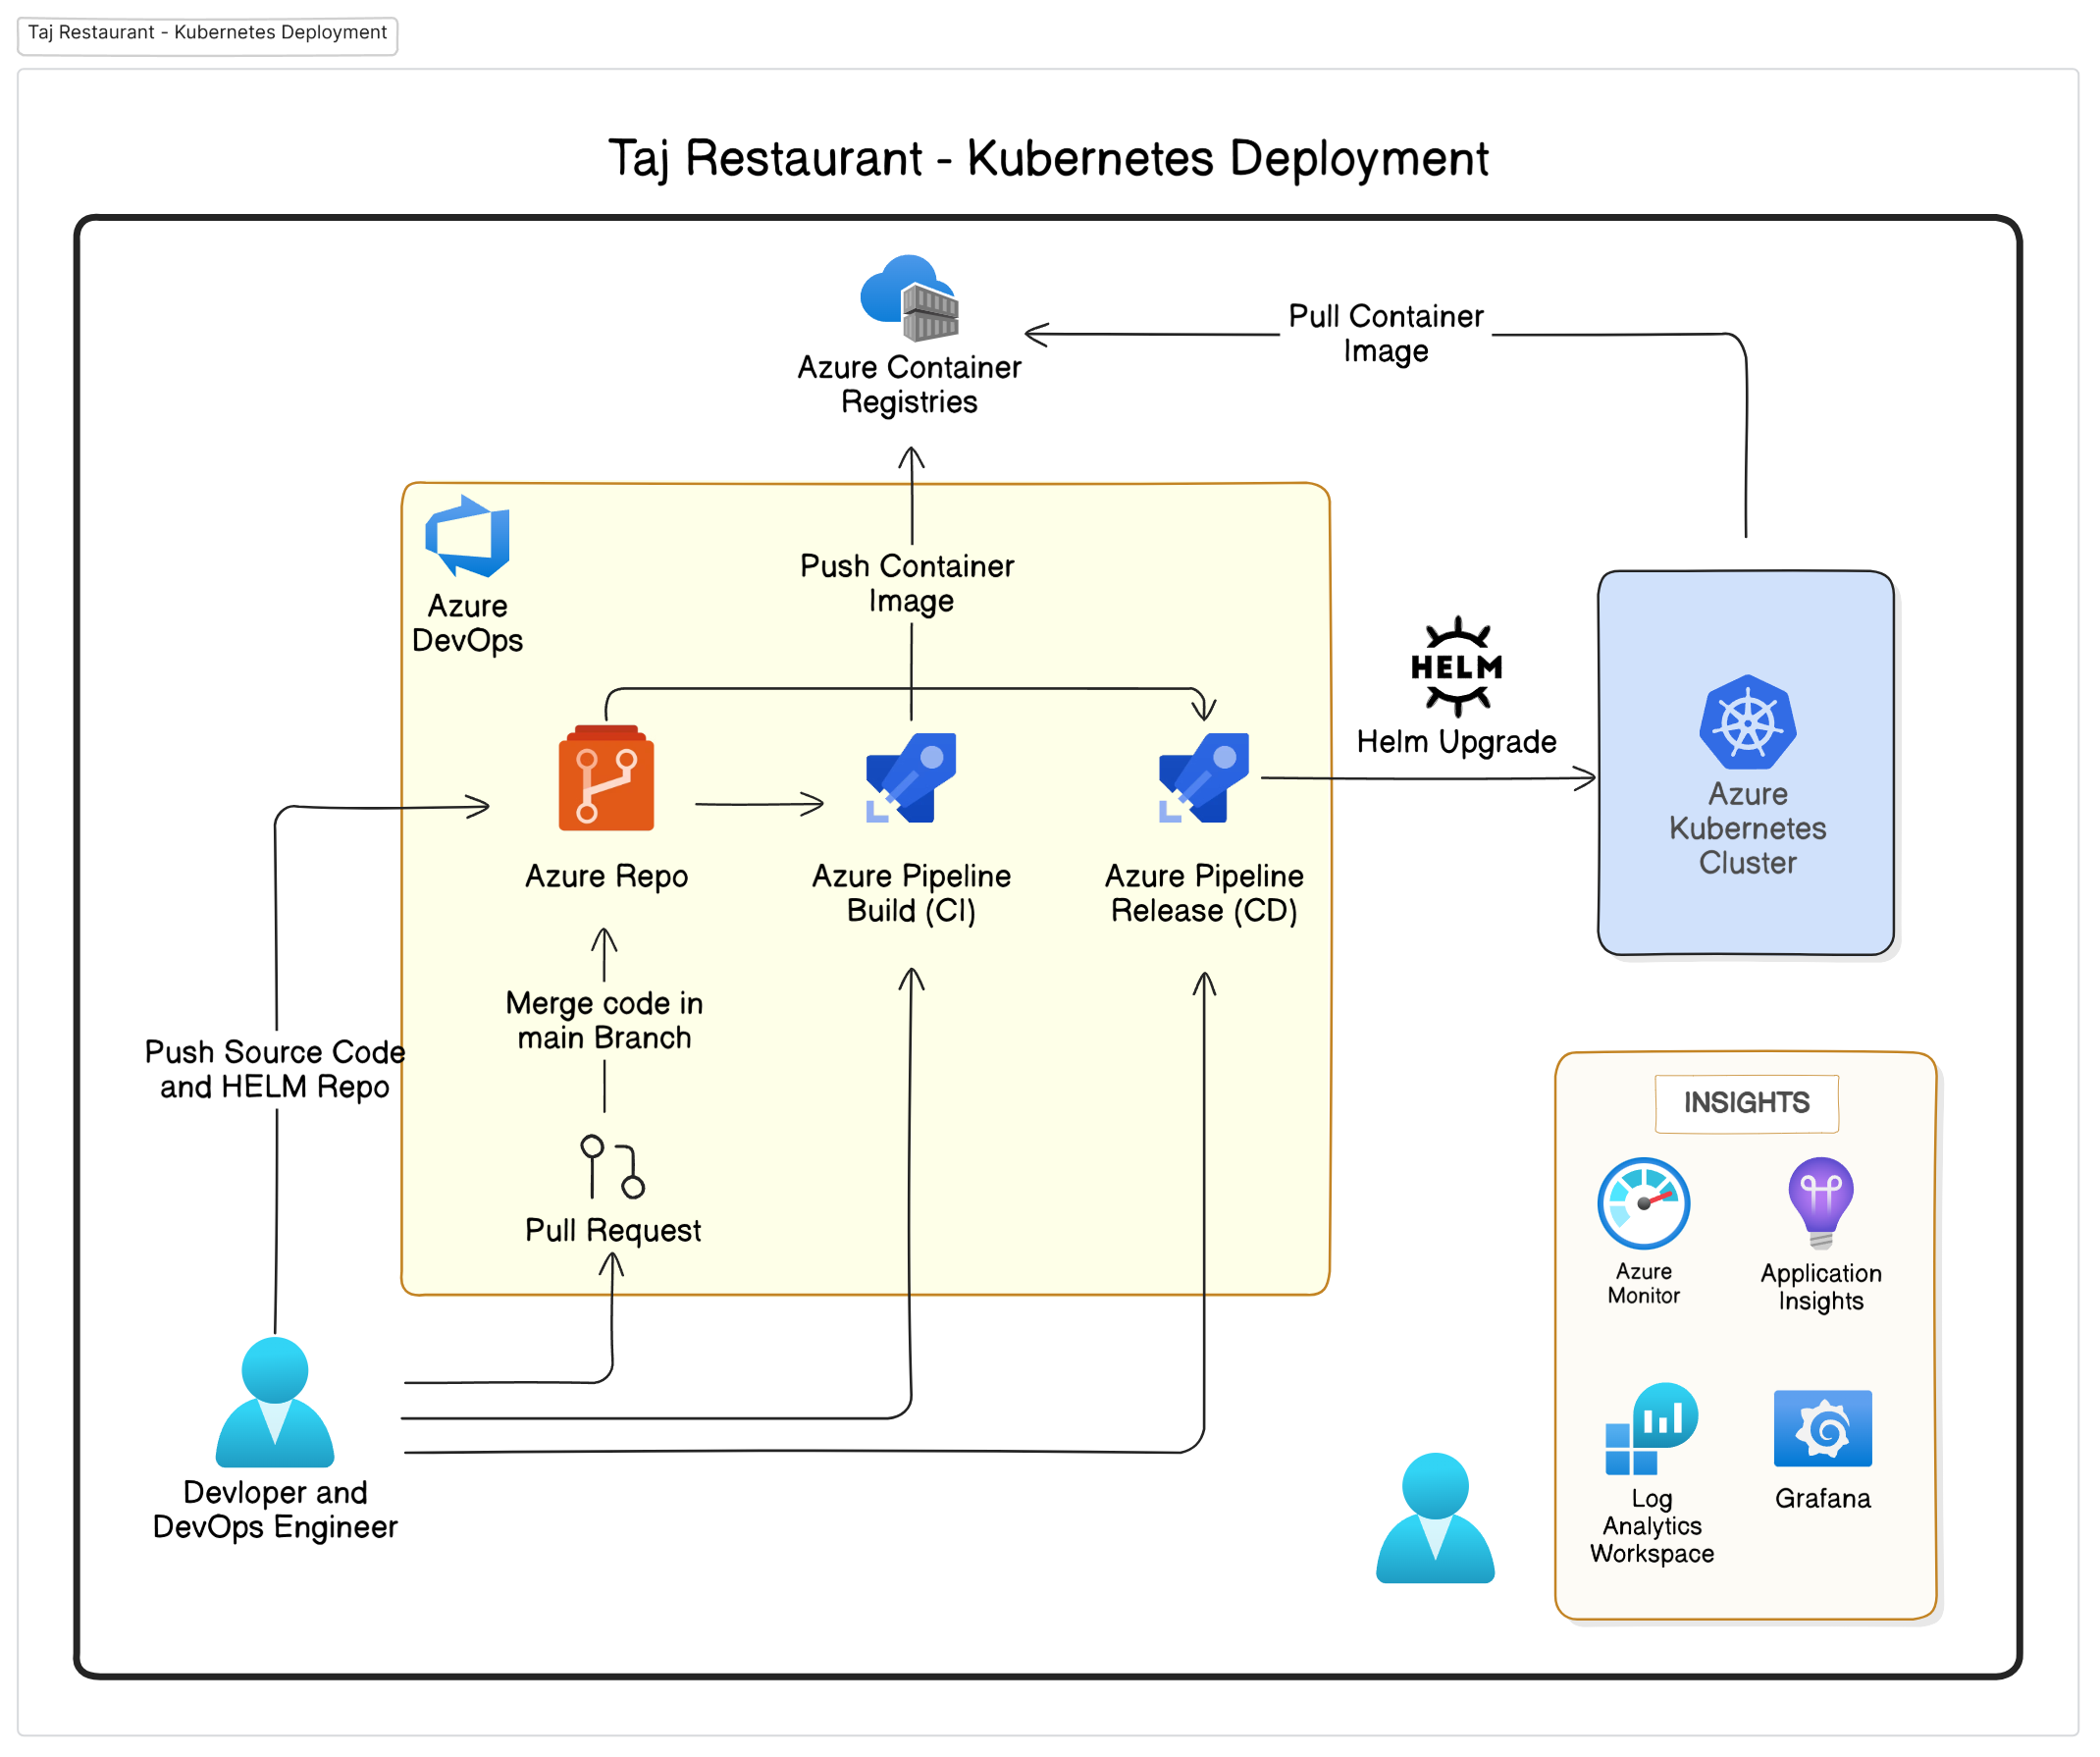 Taj Restaurant - Kubernetes Deployment
Taj Restaurant - Kubernetes Deployment
Azure Container
Registries
Pull Container
Image
Azure
DevOps
Push Container
Image
HELM
Helm Upgrade
Azure
Kubernetes
Cluster
Azure Repo
Azure Pipeline
Build (CI)
Azure Pipeline
Release (CD)
Merge code in
main Branch
Push Source Code
and HELM Repo
Pull Request
INSIGHTS
Azure
Monitor
Application
Insights
Log
Analytics
Workspace
Grafana
Devloper and
DevOps Engineer